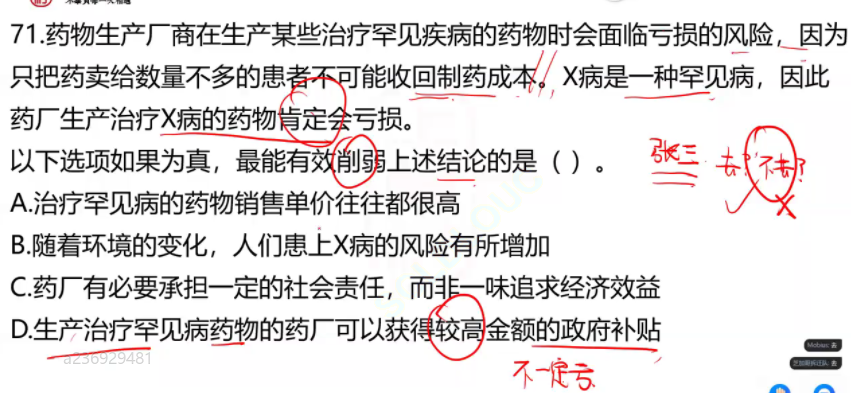 71.药物生产厂商在生产某些治疗罕见疾病的药物时会面临亏损的风险，因为
只把药卖给数量不多的患者不可能收回制药成本。X病是一种罕见病，因此
药厂生产治疗X病的药物肯定会亏损。
以下选项如果为真，最能有效削弱上述结论的是（ ）。
张三 去? 不去?
A.治疗罕见病的药物销售单价往往都很高
B.随着环境的变化，人们患上X病的风险有所增加
C.药厂有必要承担一定的社会责任，而非一味追求经济效益
D.生产治疗罕见病药物的药厂可以获得较高金额的政府补贴
a236929481
不一定亏